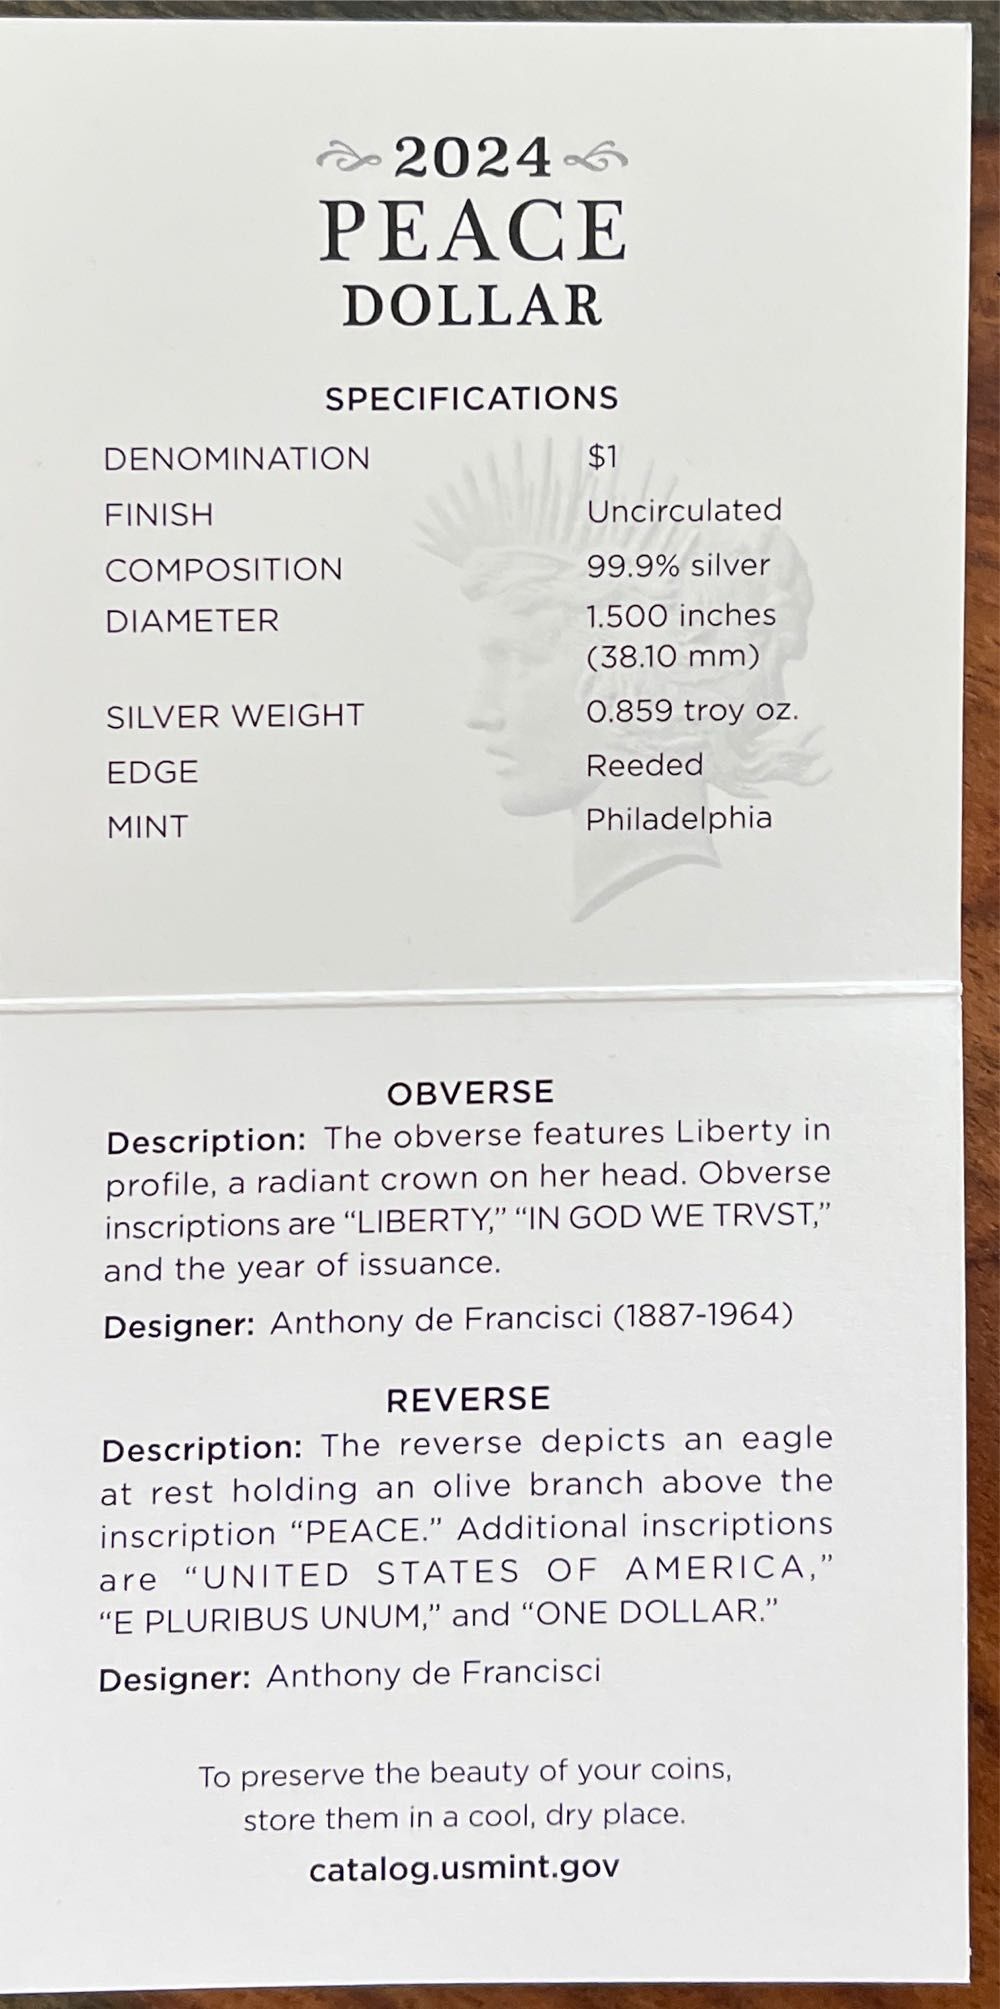 2024
PEACE
DOLLAR
SPECIFICATIONS
DENOMINATION $1
FINISH Uncirculated
COMPOSITION 99.9% silver
DIAMETER 1.500 inches
(38.10 mm)
SILVER WEIGHT 0.859 troy oz.
EDGE Reeded
MINT Philadelphia
OBVERSE
Description: The obverse features Liberty in
profile, a radiant crown on her head. Obverse
inscriptions are “LIBERTY,” “IN GOD WE TRVST,”
and the year of issuance.
Designer: Anthony de Francisci (1887-1964)
REVERSE
Description: The reverse depicts an eagle
at rest holding an olive branch above the
inscription “PEACE.” Additional inscriptions
are “UNITED STATES OF AMERICA,”
“E PLURIBUS UNUM,” and “ONE DOLLAR.”
Designer: Anthony de Francisci
To preserve the beauty of your coins,
store them in a cool, dry place.
catalog.usmint.gov